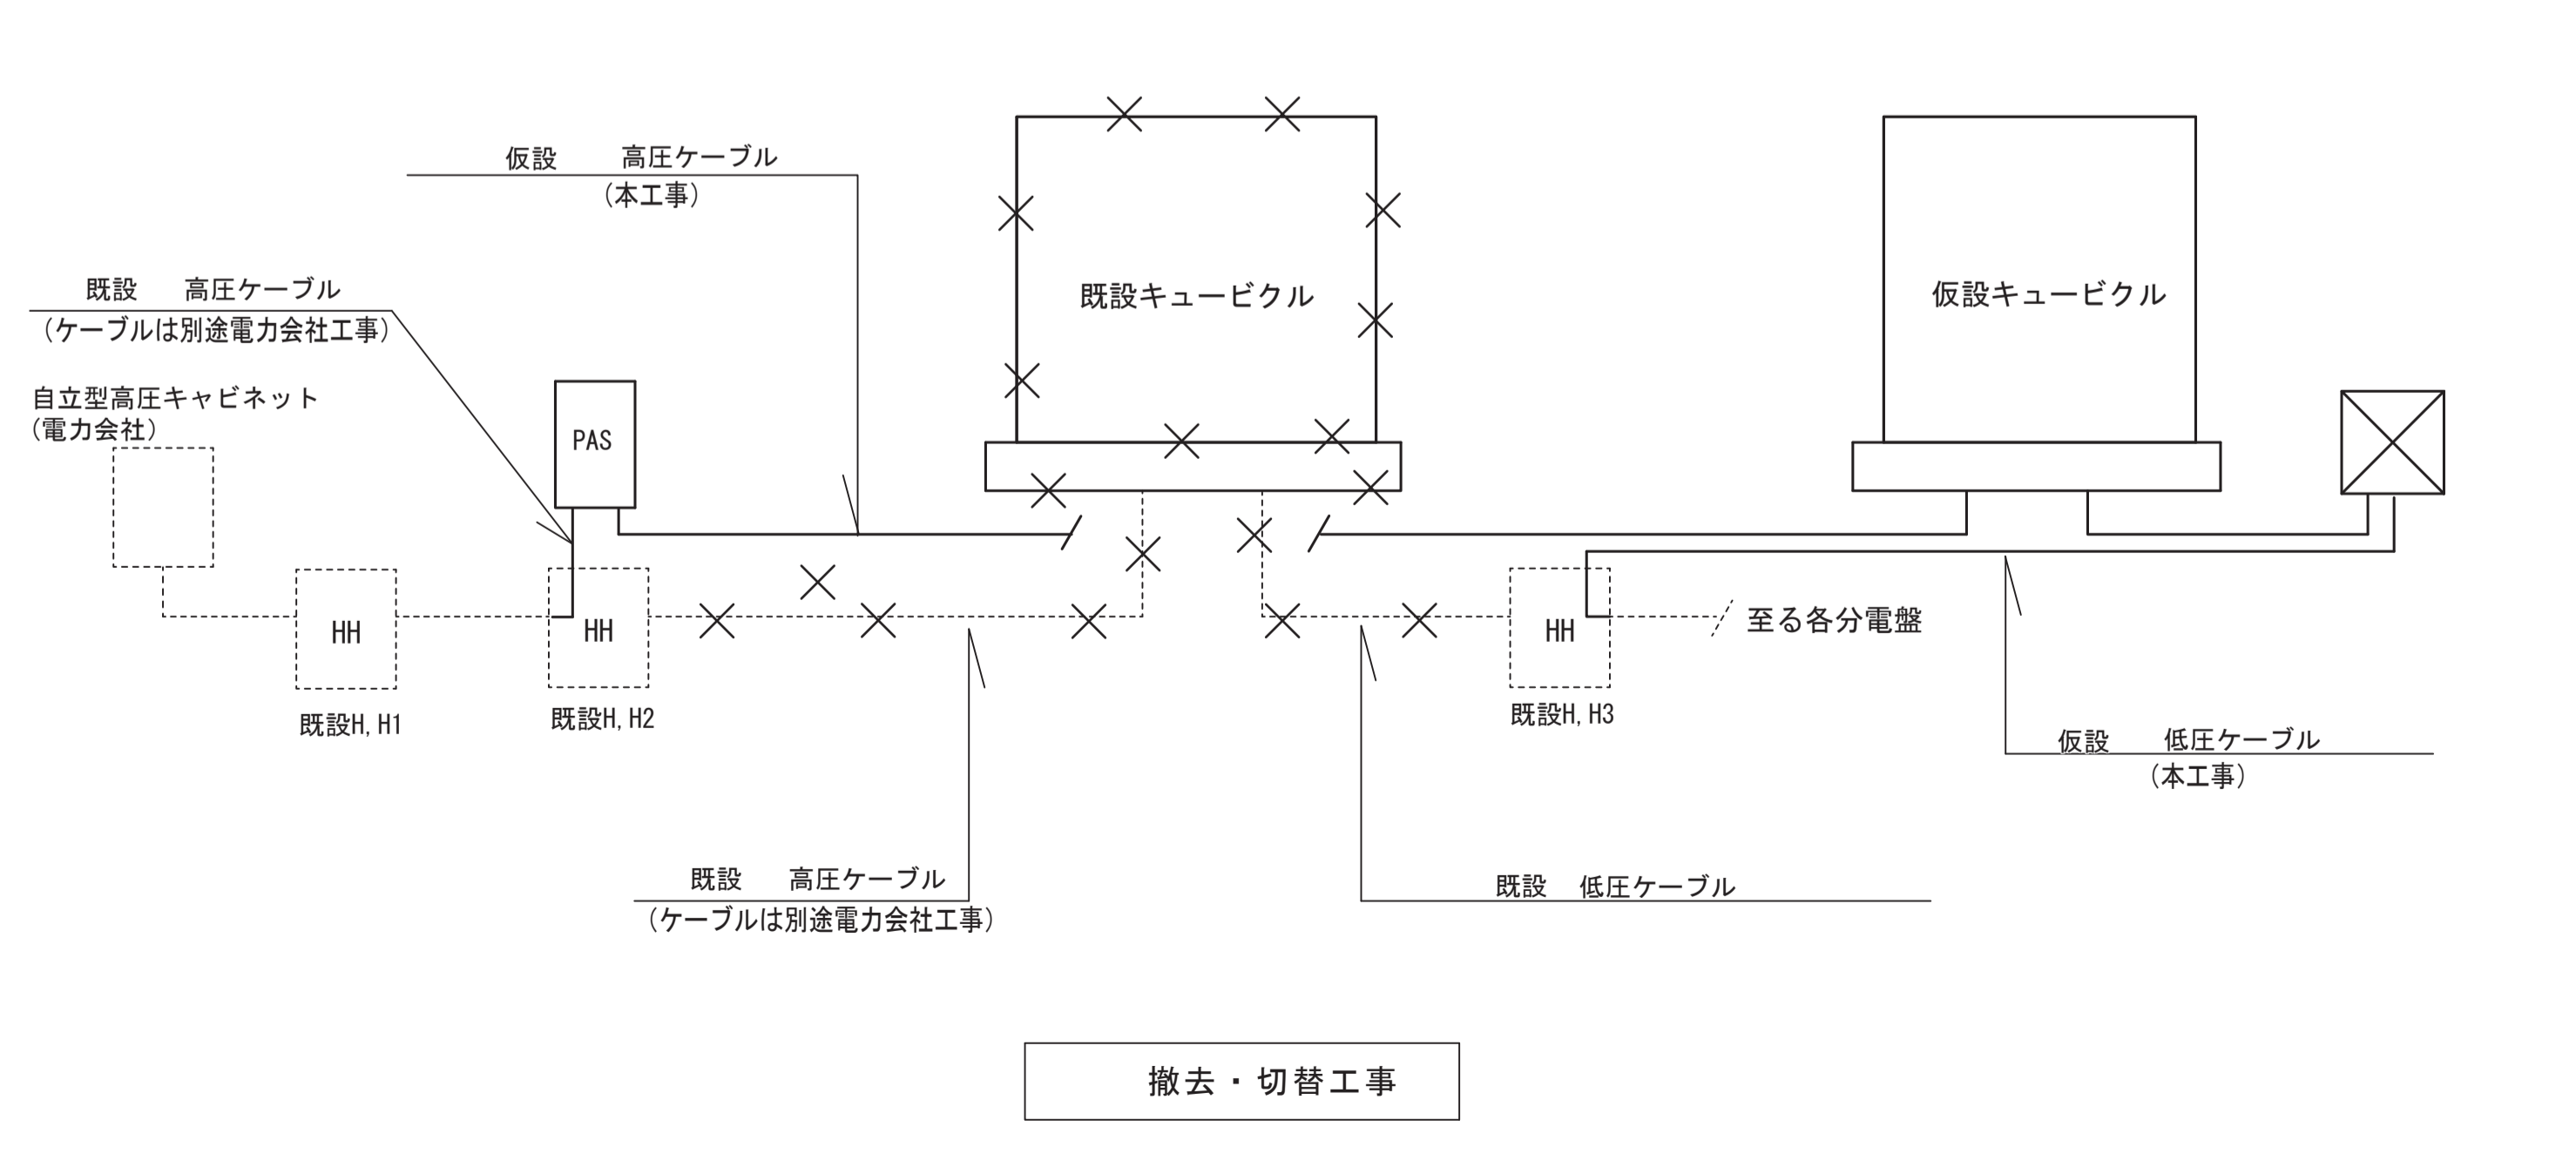 仮設 高圧ケーブル
（本工事）
既設 高圧ケーブル
（ケーブルは別途電力会社工事）
自立型高圧キャビネット
（電力会社）
PAS
既設キュービクル
仮設キュービクル
HH
HH
HH
至る各分電盤
既設H，H1
既設H，H2
既設H，H3
仮設 低圧ケーブル
（本工事）
既設 高圧ケーブル
（ケーブルは別途電力会社工事）
既設 低圧ケーブル
撤去・切替工事